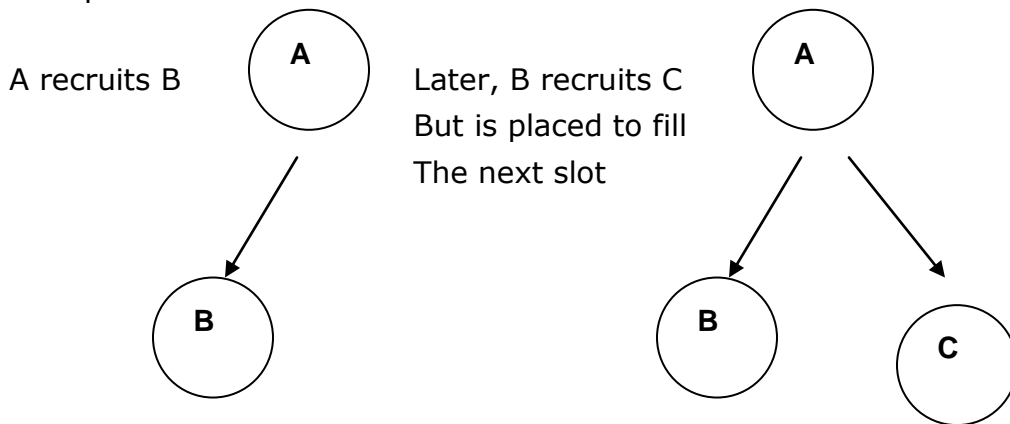 A
A recruits B
B
A
Later, B recruits C
But is placed to fill
The next slot
B
C